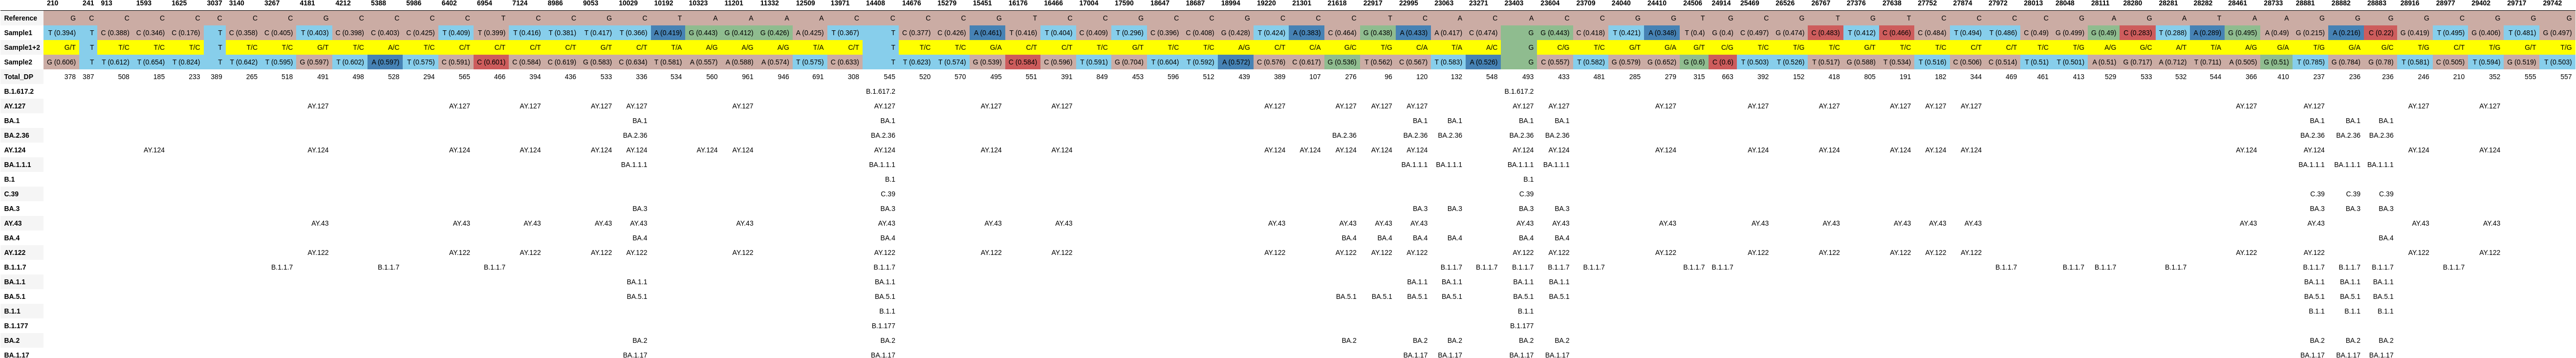 210 241 913 1593 1625 3037 3140 3267 4181 4212 5388 5986 6402 6954 7124 8986 9053 10029 10192 10323 11201 11332 12509 13971 14408 14676 15279 15451 16176 16466 17004 17590 18647 18687 18994 19220 21301 21618 22917 22995 23063 23271 23403 23604 23709 24040 24410 24506 24914 25469 26526 26767 27376 27638 27752 27874 27972 28013 28048 28111 28280 28281 28282 28461 28733 28881 28882 28883 28916 28977 29402 29717 29742
Reference G C C C C C C C G C C C C T C C G C T A A A A C C C C G T C C C C C G C G C T C A C A C C C G T G C T T G T C C C C G A G A T A G G G G G C G G G
Sample1 T (0.394) T C (0.388) C (0.346) C (0.176) T C (0.358) C (0.405) T (0.403) C (0.398) C (0.403) C (0.425) T (0.409) T (0.399) T (0.416) T (0.381) T (0.417) T (0.366) A (0.419) G (0.443) G (0.412) G (0.426) A (0.425) T (0.367) T C (0.377) C (0.426) A (0.461) T (0.416) T (0.404) C (0.409) T (0.296) C (0.396) C (0.408) G (0.428) T (0.424) A (0.383) C (0.464) G (0.438) A (0.433) A (0.417) C (0.474) G G (0.443) C (0.418) T (0.421) A (0.348) T (0.4) G (0.4) C (0.497) G (0.474) C (0.483) T (0.412) C (0.466) C (0.484) T (0.494) T (0.486) C (0.49) G (0.499) G (0.49) C (0.283) T (0.288) A (0.289) G (0.495) A (0.49) G (0.215) A (0.216) C (0.22) G (0.419) T (0.495) G (0.406) T (0.481) G (0.497)
Sample1+2 G/T T T/C T/C T/C T T/C T/C G/T T/C A/C T/C C/T T/C C/T C/T G/T T/C T/A A/G A/G A/G T/A C/T T T/C T/C G/A C/T C/T T/C G/T T/C T/C A/G C/T C/A G/C T/G C/A T/A A/C G C/G T/C G/T G/A G/T C/G T/C T/G T/C G/T T/C T/C C/T C/T T/C T/G A/G G/C A/T T/A A/G G/A T/G G/A G/C T/G C/T T/G G/T T/G
Sample2 G (0.606) T T (0.612) T (0.654) T (0.824) T T (0.642) T (0.595) G (0.597) T (0.602) A (0.597) T (0.575) C (0.591) C (0.601) C (0.584) C (0.619) G (0.583) C (0.634) T (0.581) A (0.557) A (0.588) A (0.574) T (0.575) C (0.633) T T (0.623) T (0.574) G (0.539) C (0.584) C (0.596) T (0.591) G (0.704) T (0.604) T (0.592) A (0.572) C (0.576) C (0.617) G (0.536) T (0.562) C (0.567) T (0.583) A (0.526) G C (0.557) T (0.582) G (0.579) G (0.652) G (0.6) C (0.6) T (0.503) T (0.526) T (0.517) G (0.588) T (0.534) T (0.516) C (0.506) C (0.514) T (0.51) T (0.501) A (0.51) G (0.717) A (0.712) T (0.711) A (0.505) G (0.51) T (0.785) G (0.784) G (0.78) T (0.581) C (0.505) T (0.594) G (0.519) T (0.503)
Total_DP 378 387 508 185 233 389 265 518 491 498 528 294 565 466 394 436 633 336 534 560 961 946 691 308 545 520 570 495 551 391 849 453 596 512 439 389 107 276 96 120 132 548 493 433 481 285 279 315 663 392 152 418 805 191 182 344 469 461 413 529 533 532 544 366 410 237 236 236 246 210 352 555 557
B.1.617.2 B.1.617.2 B.1.617.2
AY.127 AY.127 AY.127 AY.127 AY.127 AY.127 AY.127 AY.127 AY.127 AY.127 AY.127 AY.127 AY.127 AY.127 AY.127 AY.127 AY.127 AY.127 AY.127 AY.127 AY.127 AY.127 AY.127 AY.127 AY.127 AY.127 AY.127
BA.1 BA.1 BA.1 BA.1 BA.1 BA.1 BA.1 BA.1 BA.1 BA.1
BA.2.36 BA.2.36 BA.2.36 BA.2.36 BA.2.36 BA.2.36 BA.2.36 BA.2.36 BA.2.36 BA.2.36 BA.2.36
AY.124 AY.124 AY.124 AY.124 AY.124 AY.124 AY.124 AY.124 AY.124 AY.124 AY.124 AY.124 AY.124 AY.124 AY.124 AY.124 AY.124 AY.124 AY.124 AY.124 AY.124 AY.124 AY.124 AY.124 AY.124 AY.124 AY.124 AY.124 AY.124
BA.1.1.1 BA.1.1.1 BA.1.1.1 BA.1.1.1 BA.1.1.1 BA.1.1.1 BA.1.1.1 BA.1.1.1 BA.1.1.1 BA.1.1.1
B.1 B.1 B.1
C.39 C.39 C.39 C.39 C.39 C.39
BA.3 BA.3 BA.3 BA.3 BA.3 BA.3 BA.3 BA.3 BA.3 BA.3
AY.43 AY.43 AY.43 AY.43 AY.43 AY.43 AY.43 AY.43 AY.43 AY.43 AY.43 AY.43 AY.43 AY.43 AY.43 AY.43 AY.43 AY.43 AY.43 AY.43 AY.43 AY.43 AY.43 AY.43 AY.43 AY.43 AY.43
BA.4 BA.4 BA.4 BA.4 BA.4 BA.4 BA.4 BA.4 BA.4 BA.4
AY.122 AY.122 AY.122 AY.122 AY.122 AY.122 AY.122 AY.122 AY.122 AY.122 AY.122 AY.122 AY.122 AY.122 AY.122 AY.122 AY.122 AY.122 AY.122 AY.122 AY.122 AY.122 AY.122 AY.122 AY.122 AY.122 AY.122
B.1.1.7 B.1.1.7 B.1.1.7 B.1.1.7 B.1.1.7 B.1.1.7 B.1.1.7 B.1.1.7 B.1.1.7 B.1.1.7 B.1.1.7 B.1.1.7 B.1.1.7 B.1.1.7 B.1.1.7 B.1.1.7 B.1.1.7 B.1.1.7 B.1.1.7 B.1.1.7
BA.1.1 BA.1.1 BA.1.1 BA.1.1 BA.1.1 BA.1.1 BA.1.1 BA.1.1 BA.1.1 BA.1.1
BA.5.1 BA.5.1 BA.5.1 BA.5.1 BA.5.1 BA.5.1 BA.5.1 BA.5.1 BA.5.1 BA.5.1 BA.5.1 BA.5.1
B.1.1 B.1.1 B.1.1 B.1.1 B.1.1 B.1.1
B.1.177 B.1.177 B.1.177
BA.2 BA.2 BA.2 BA.2 BA.2 BA.2 BA.2 BA.2 BA.2 BA.2 BA.2
BA.1.17 BA.1.17 BA.1.17 BA.1.17 BA.1.17 BA.1.17 BA.1.17 BA.1.17 BA.1.17 BA.1.17